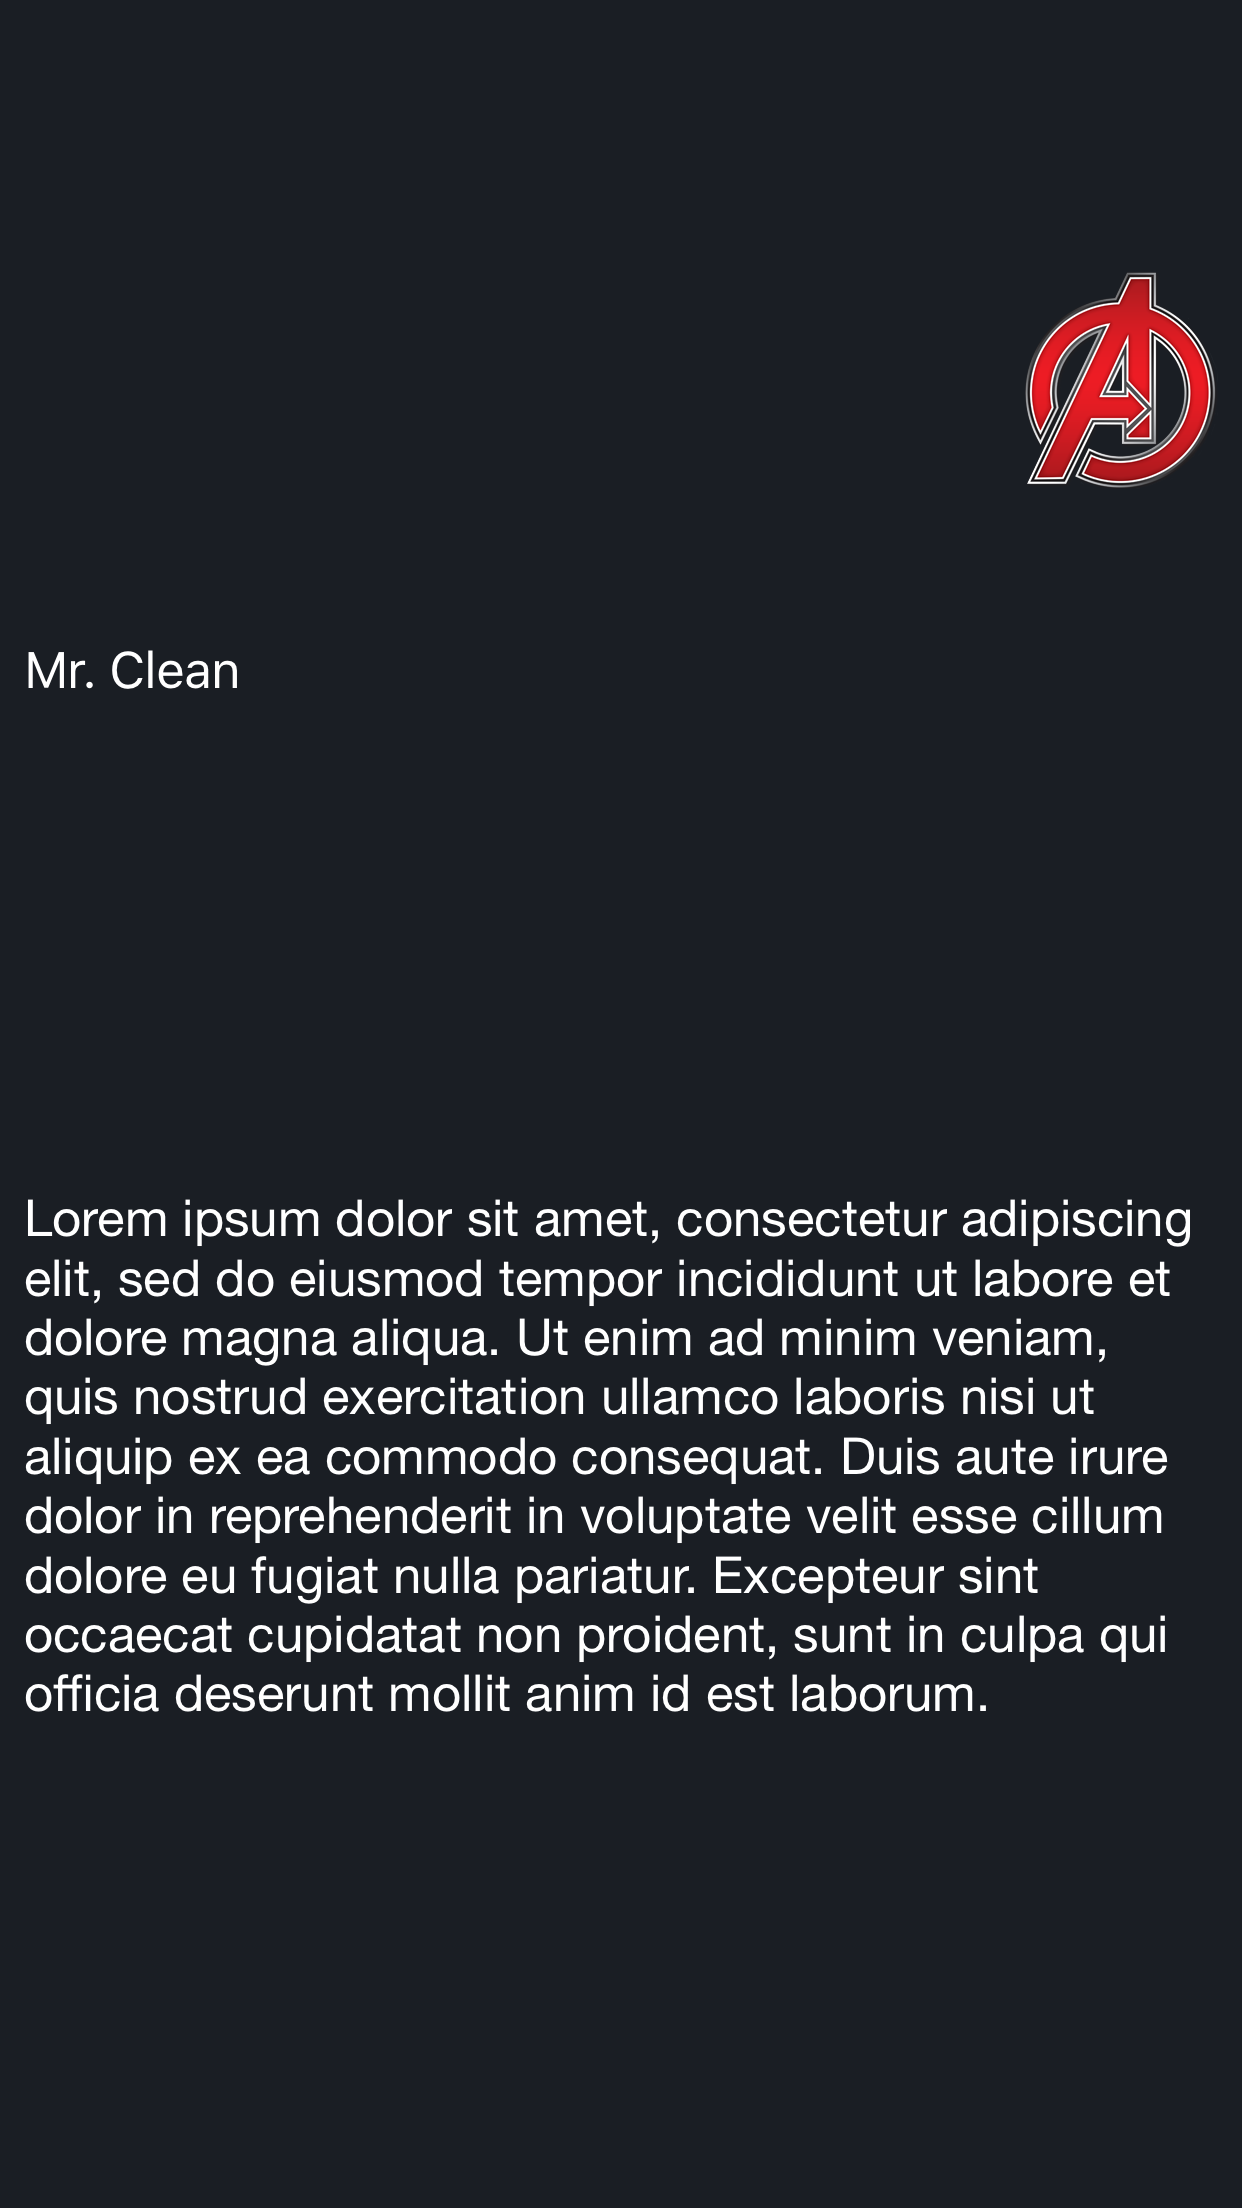 Mr. Clean
Lorem ipsum dolor sit amet, consectetur adipiscing
elit, sed do eiusmod tempor incididunt ut labore et
dolore magna aliqua. Ut enim ad minim veniam,
quis nostrud exercitation ullamco laboris nisi ut
aliquip ex ea commodo consequat. Duis aute irure
dolor in reprehenderit in voluptate velit esse cillum
dolore eu fugiat nulla pariatur. Excepteur sint
occaecat cupidatat non proident, sunt in culpa qui
officia deserunt mollit anim id est laborum.